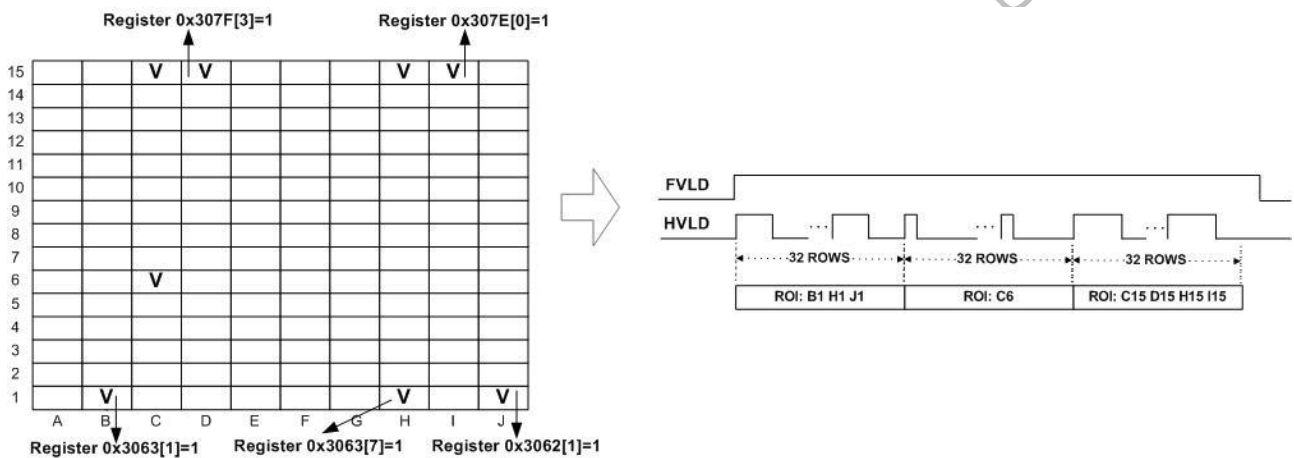 Register 0x307F[3]=1 Register 0x307E[0]=1
15 V V V V
14
13
12
11
10
9
8
7
6 V
5
4
3
2
1 V V V
A B C D E F G H I J
Register 0x3063[1]=1 Register 0x3063[7]=1 Register 0x3062[1]=1
FVLD
HVLD ... ... ...
32 ROWS 32 ROWS 32 ROWS
ROI: B1 H1 J1 ROI: C6 ROI: C15 D15 H15 I15